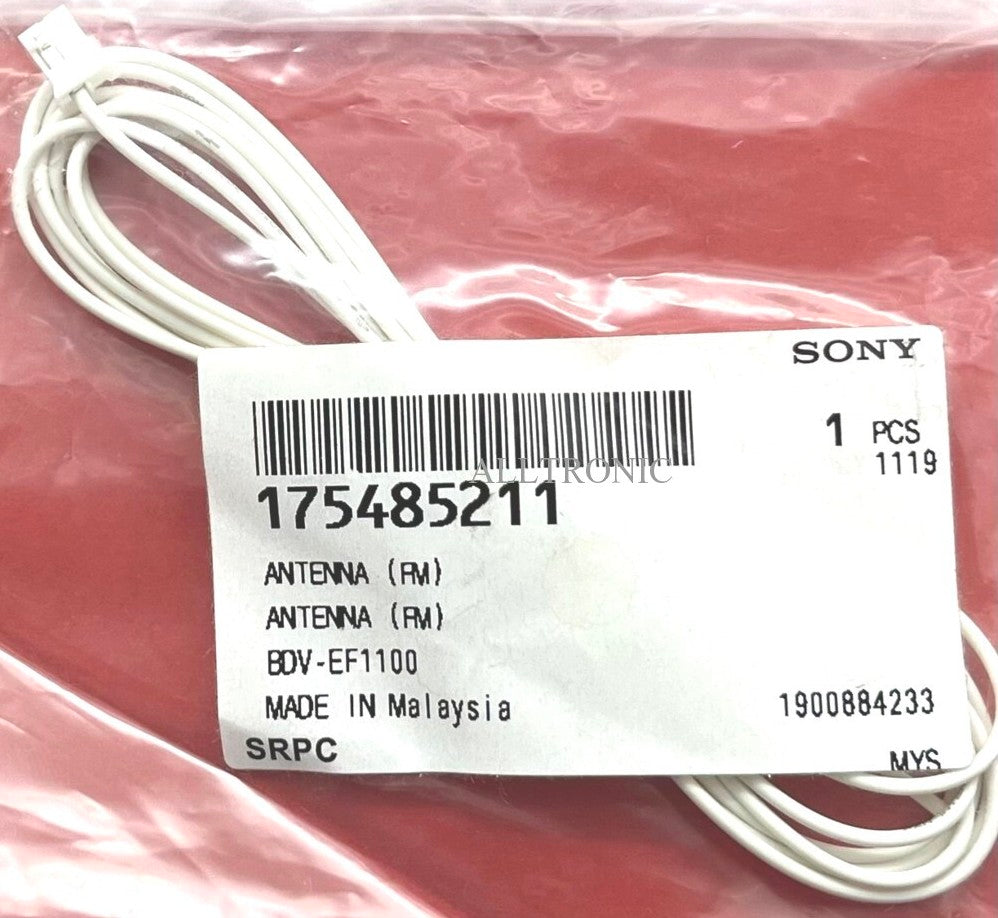 SONY
1 PCS
1119
ALLTRONIC
175485211
ANTENNA (FM)
ANTENNA (FM)
BDV-EF1100
MADE IN Malaysia
1900884233
SRPC
MYS